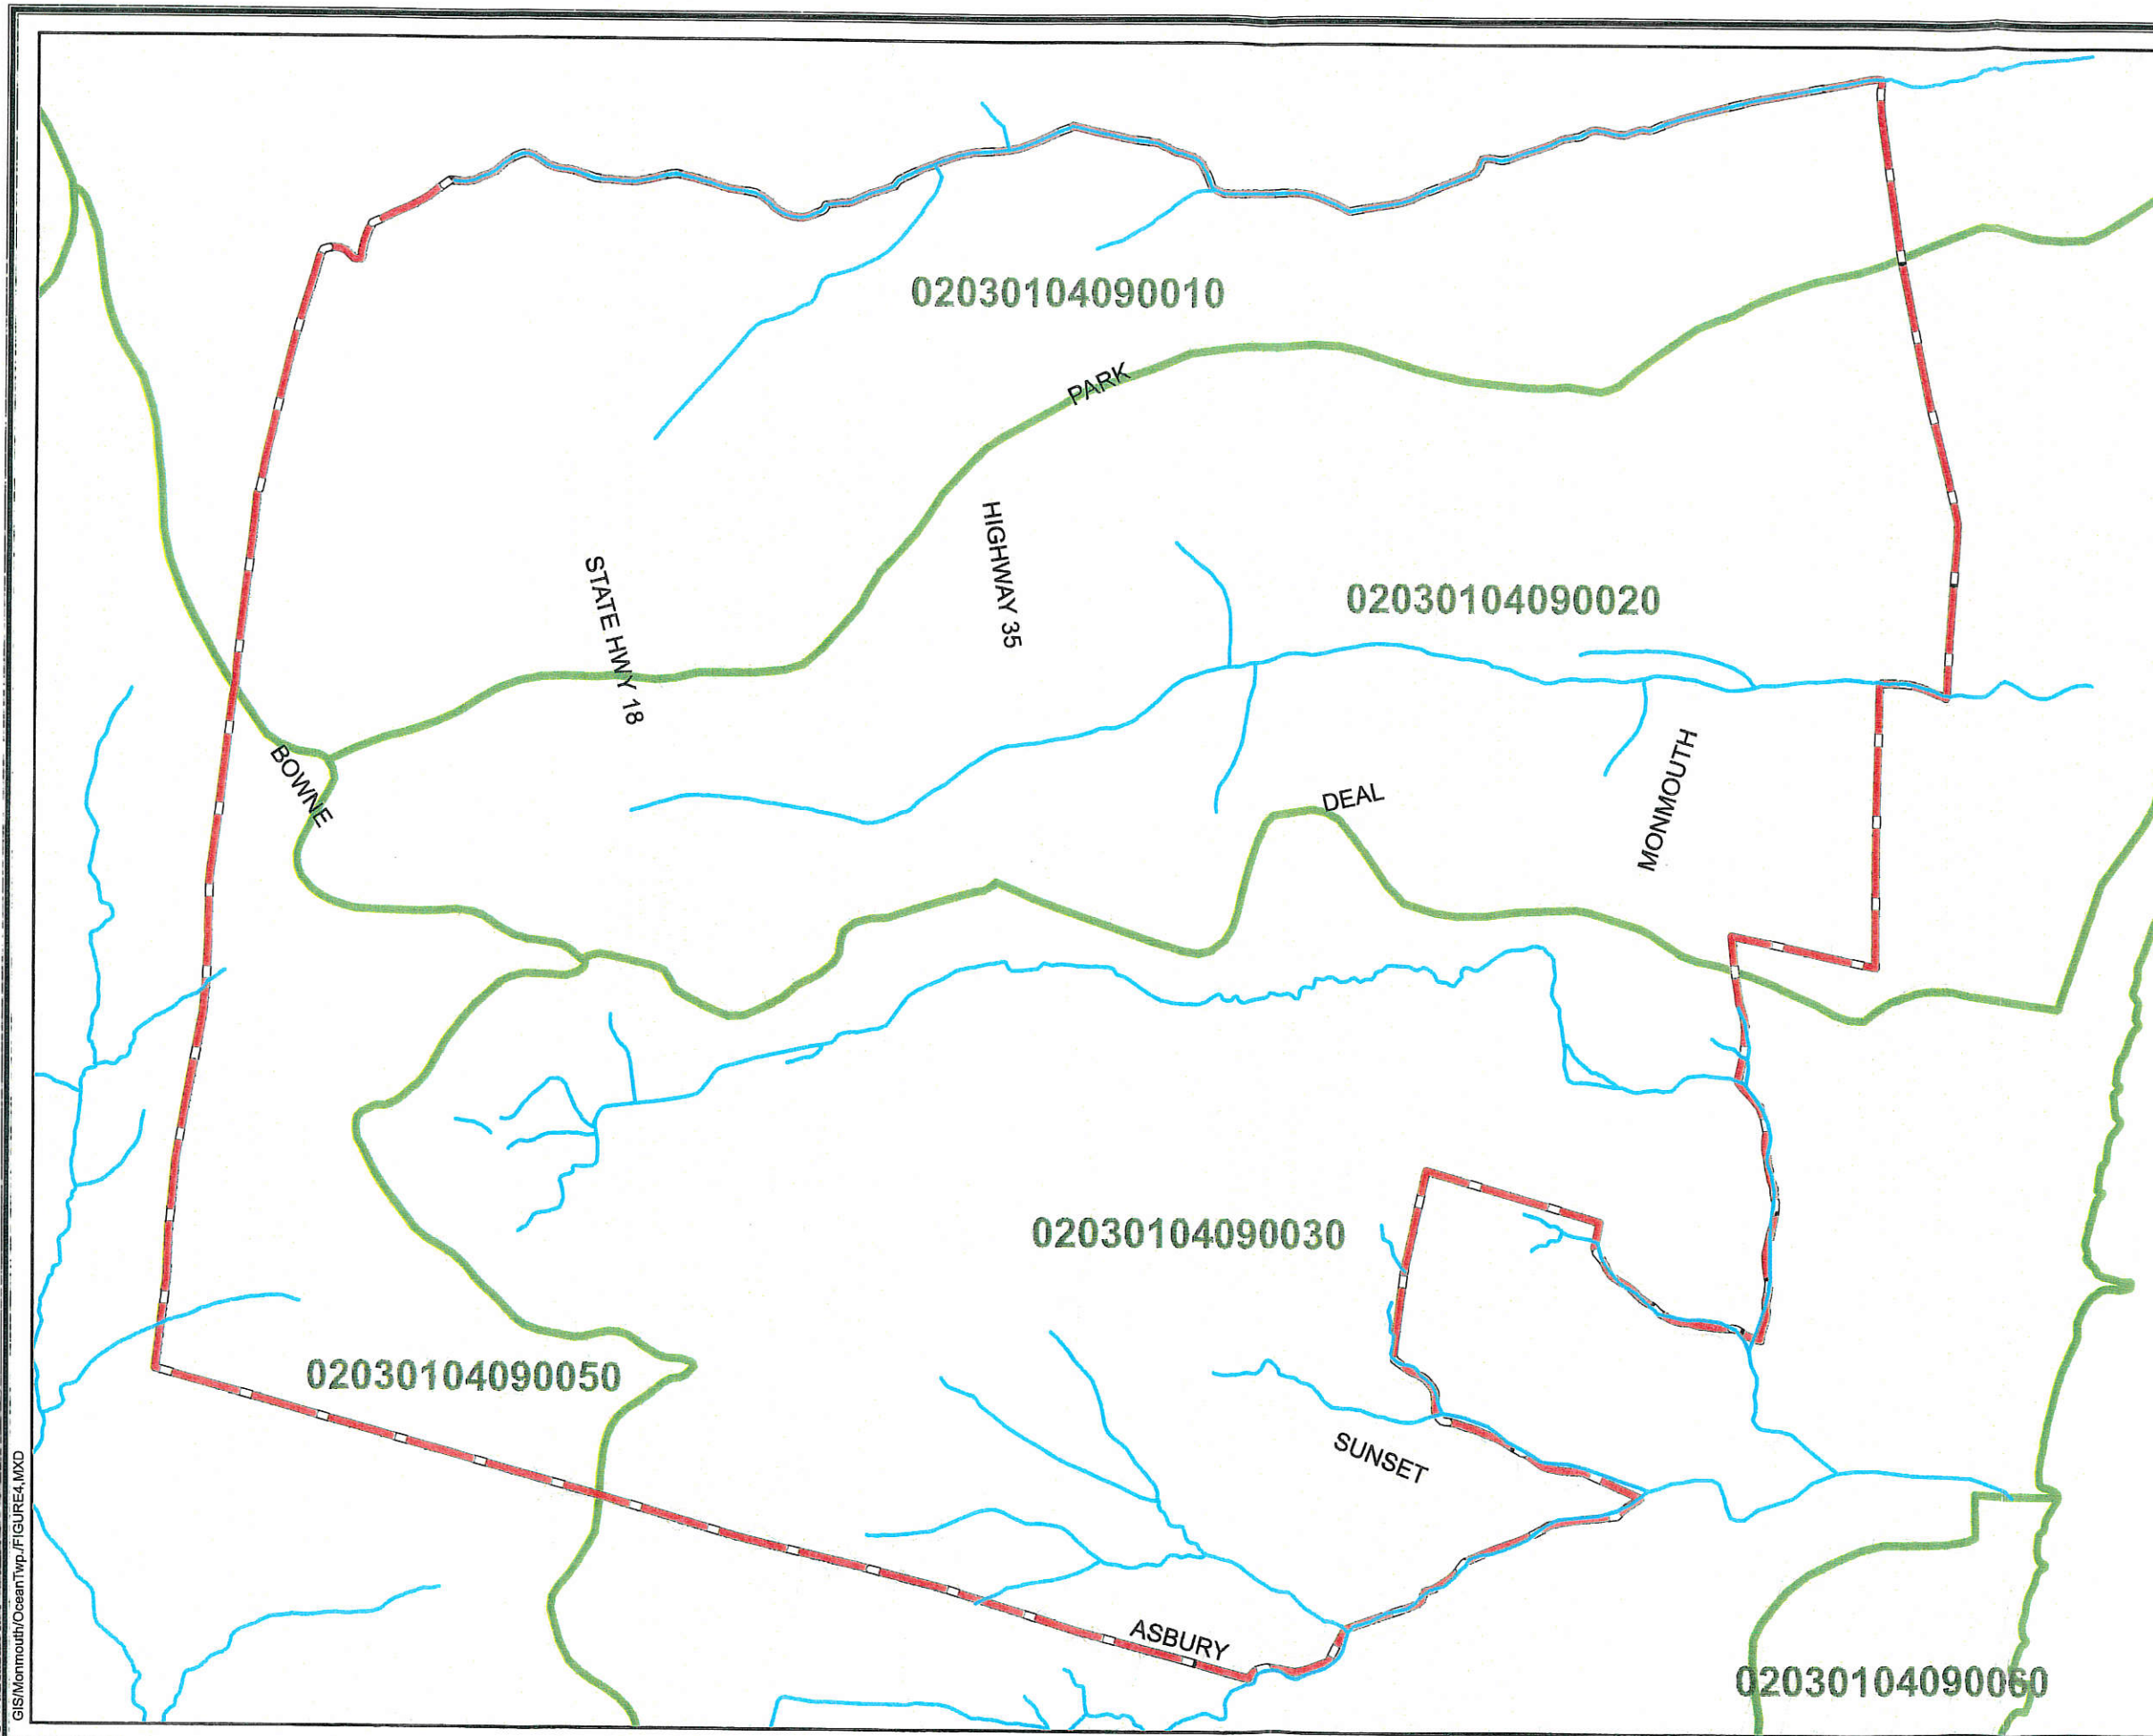 02030104090010
PARK
HIGHWAY 35
STATE HWY 18
02030104090020
BOWNE
MONMOUTH
DEAL
02030104090030
02030104090050
SUNSET
ASBURY
02030104090060
GIS/Monmouth/OceanTwp./FIGURE4.MXD